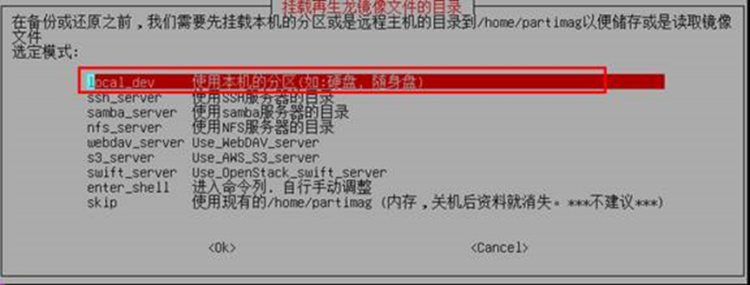 挂载再生龙镜像文件的目录
在备份或还原之前，我们需要先挂载本机的分区或是远程主机的目录到/home/partimag以便储存或是读取镜像
文件
选定模式:
local_dev 使用本机的分区(如:硬盘, 随身盘)
ssh_server 使用SSH服务器的目录
samba_server 使用samba服务器的目录
nfs_server 使用NFS服务器的目录
webdav_server Use_WebDAV_server
s3_server Use_AWS_S3_server
swift_server Use_OpenStack_swift_server
enter_shell 进入命令列. 自行手动调整
skip 使用现有的/home/partimag (内存，关机后资料就消失。***不建议***)
<Ok> <Cancel>